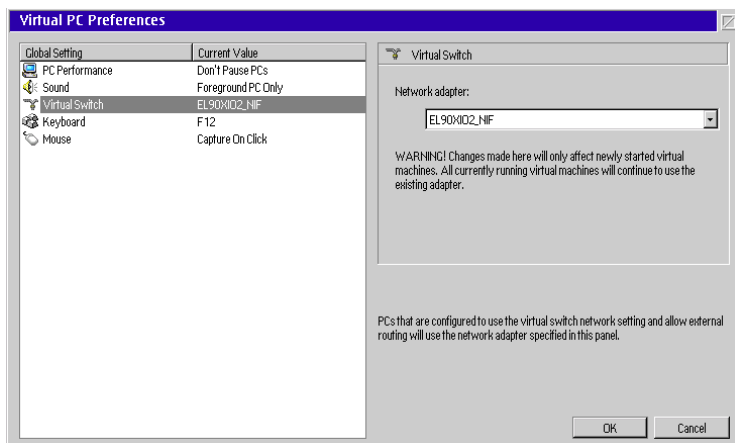 Virtual PC Preferences
Global Setting Current Value
PC Performance Don't Pause PCs
Sound Foreground PC Only
Virtual Switch EL90XIO2_NIF
Keyboard F12
Mouse Capture On Click
Virtual Switch
Network adapter:
EL90XIO2_NIF
WARNING! Changes made here will only affect newly started virtual
machines. All currently running virtual machines will continue to use the
existing adapter.
PCs that are configured to use the virtual switch network setting and allow external
routing will use the network adapter specified in this panel.
OK Cancel